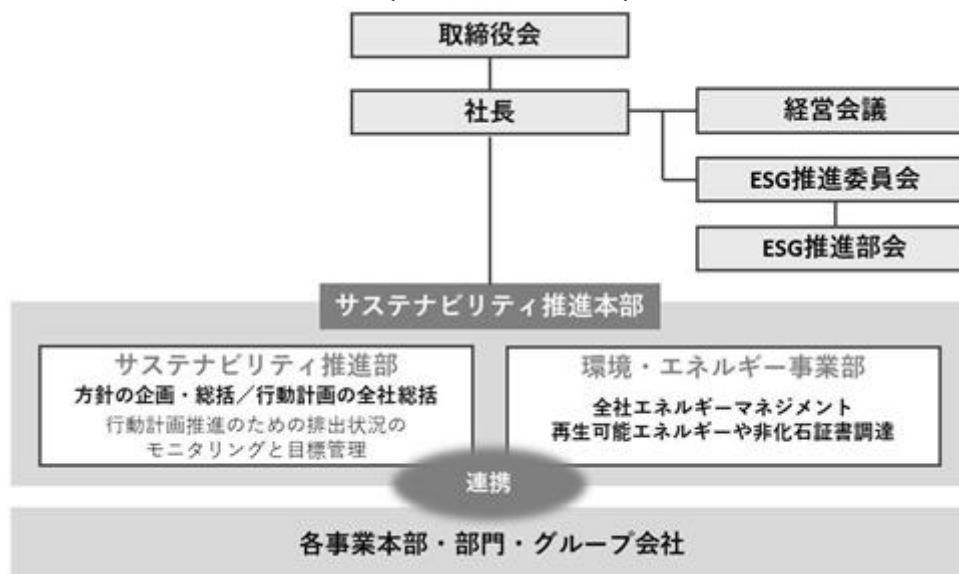 取締役会
社長
経営会議
ESG推進委員会
ESG推進部会
サステナビリティ推進本部
サステナビリティ推進部
方針の企画・総括／行動計画の全社総括
行動計画推進のための排出状況の
モニタリングと目標管理
環境・エネルギー事業部
全社エネルギーマネジメント
再生可能エネルギーや非化石証書調達
連携
各事業本部・部門・グループ会社